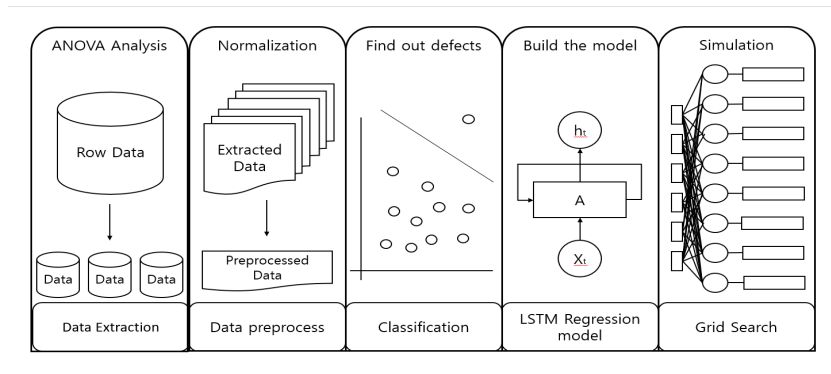 ANOVA Analysis
Row Data
Data
Data
Data
Data Extraction
Normalization
Extracted
Data
Preprocessed
Data
Data preprocess
Find out defects
Classification
Build the model
ht
A
Xt
LSTM Regression
model
Simulation
Grid Search